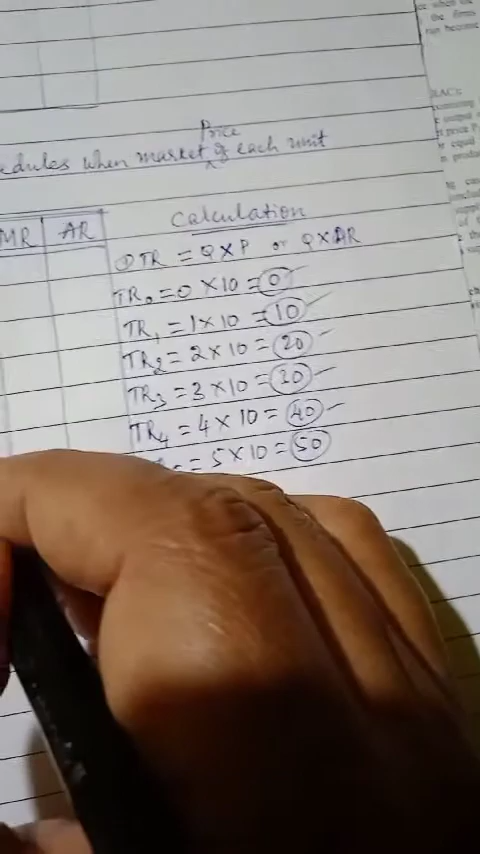 Price
edules when market of each unit
MR AR Calculation
① TR = Q×P or Q×AR
TR₀ = 0 × 10 = 0
TR₁ = 1 × 10 = 10
TR₂ = 2 × 10 = 20
TR₃ = 3 × 10 = 30
TR₄ = 4 × 10 = 40
= 5 × 10 = 50